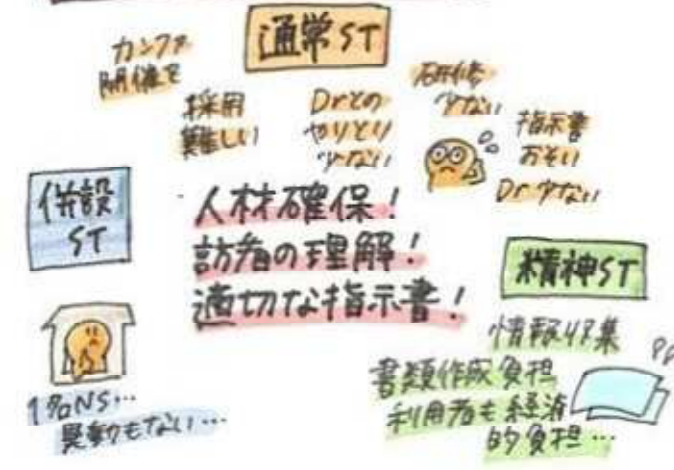 通常ST
カンファ
開催を
採用
難しい
Drとの
やりとり
少ない
研修
少ない
指示書
おそい
Dr少ない
併設
ST
人材確保！
訪看の理解！
適切な指示書！
精神ST
情報収集
書類作成負担
利用者も経済
的負担…
NS…
異動もない…